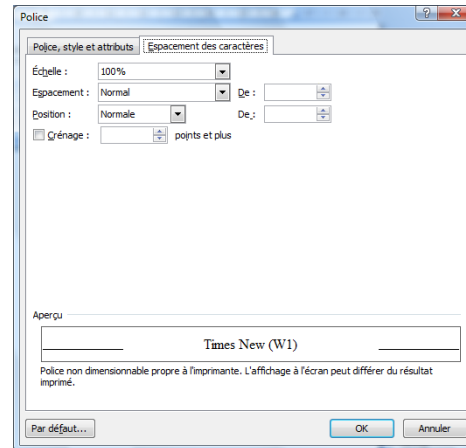 Police
Police, style et attributs Espacement des caractères
Échelle : 100%
Espacement : Normal De :
Position : Normale De :
Crénage : points et plus
Aperçu
Times New (W1)
Police non dimensionnable propre à l'imprimante. L'affichage à l'écran peut différer du résultat
imprimé.
Par défaut... OK Annuler